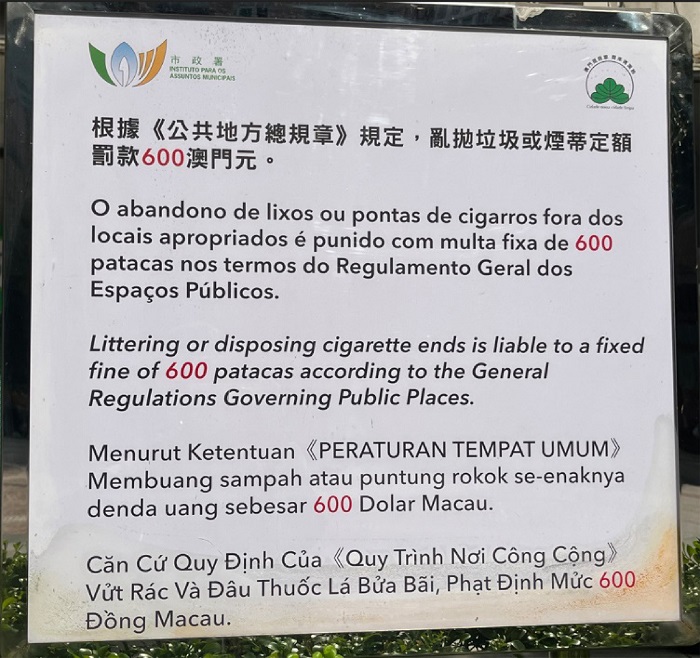 市政署
INSTITUTO PARA OS
ASSUNTOS MUNICIPAIS
根據《公共地方總規章》規定，亂拋垃圾或煙蒂定額
罰款600澳門元。
O abandono de lixos ou pontas de cigarros fora dos
locais apropriados é punido com multa fixa de 600
patacas nos termos do Regulamento Geral dos
Espaços Públicos.
Littering or disposing cigarette ends is liable to a fixed
fine of 600 patacas according to the General
Regulations Governing Public Places.
Menurut Ketentuan《PERATURAN TEMPAT UMUM》
Membuang sampah atau puntung rokok se-enaknya
denda uang sebesar 600 Dolar Macau.
Căn Cứ Quy Định Của《Quy Trình Nơi Công Cộng》
Vứt Rác Và Đâu Thuốc Lá Bửa Bãi, Phạt Định Mức 600
Đồng Macau.